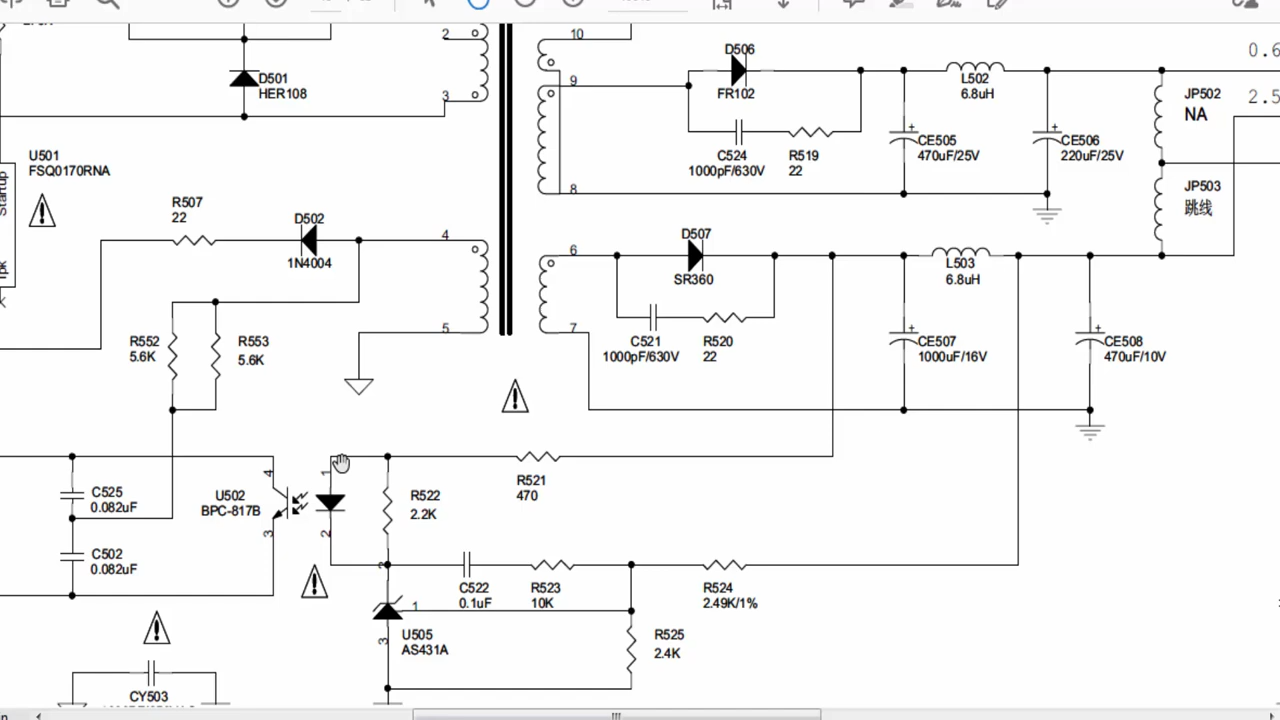 2
10
D506
0.6
D501
HER108
9
FR102
L502
6.8uH
3
JP502
NA
2.5
CE505
470uF/25V
CE506
220uF/25V
U501
FSQ0170RNA
C524
1000pF/630V
R519
22
Startup
8
JP503
跳线
R507
22
D502
4
D507
6
1N4004
SR360
L503
6.8uH
Ipk
5
7
R552
5.6K
R553
5.6K
C521
1000pF/630V
R520
22
CE507
1000uF/16V
CE508
470uF/10V
4
1
R521
470
C525
0.082uF
U502
BPC-817B
R522
2.2K
3
2
C502
0.082uF
2
C522
0.1uF
R523
10K
R524
2.49K/1%
1
3
U505
AS431A
R525
2.4K
CY503